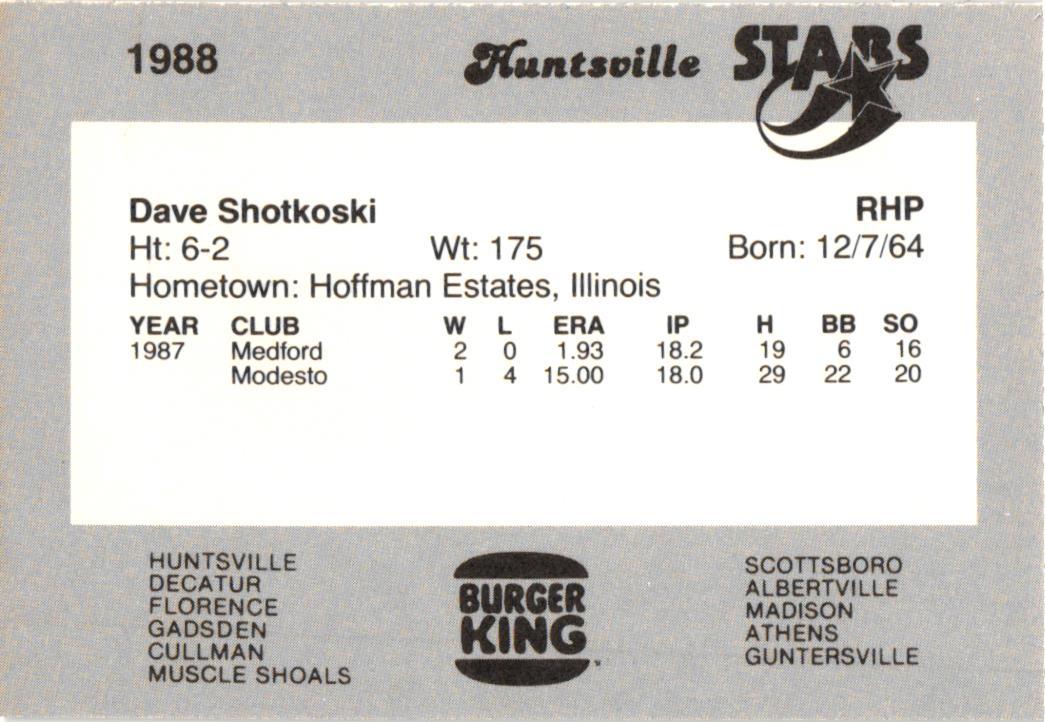 1988 Huntsville STARS
Dave Shotkoski RHP
Ht: 6-2 Wt: 175 Born: 12/7/64
Hometown: Hoffman Estates, Illinois
YEAR CLUB W L ERA IP H BB SO
1987 Medford 2 0 1.93 18.2 19 6 16
Modesto 1 4 15.00 18.0 29 22 20
HUNTSVILLE
DECATUR
FLORENCE
GADSDEN
CULLMAN
MUSCLE SHOALS
BURGER
KING
SCOTTSBORO
ALBERTVILLE
MADISON
ATHENS
GUNTERSVILLE